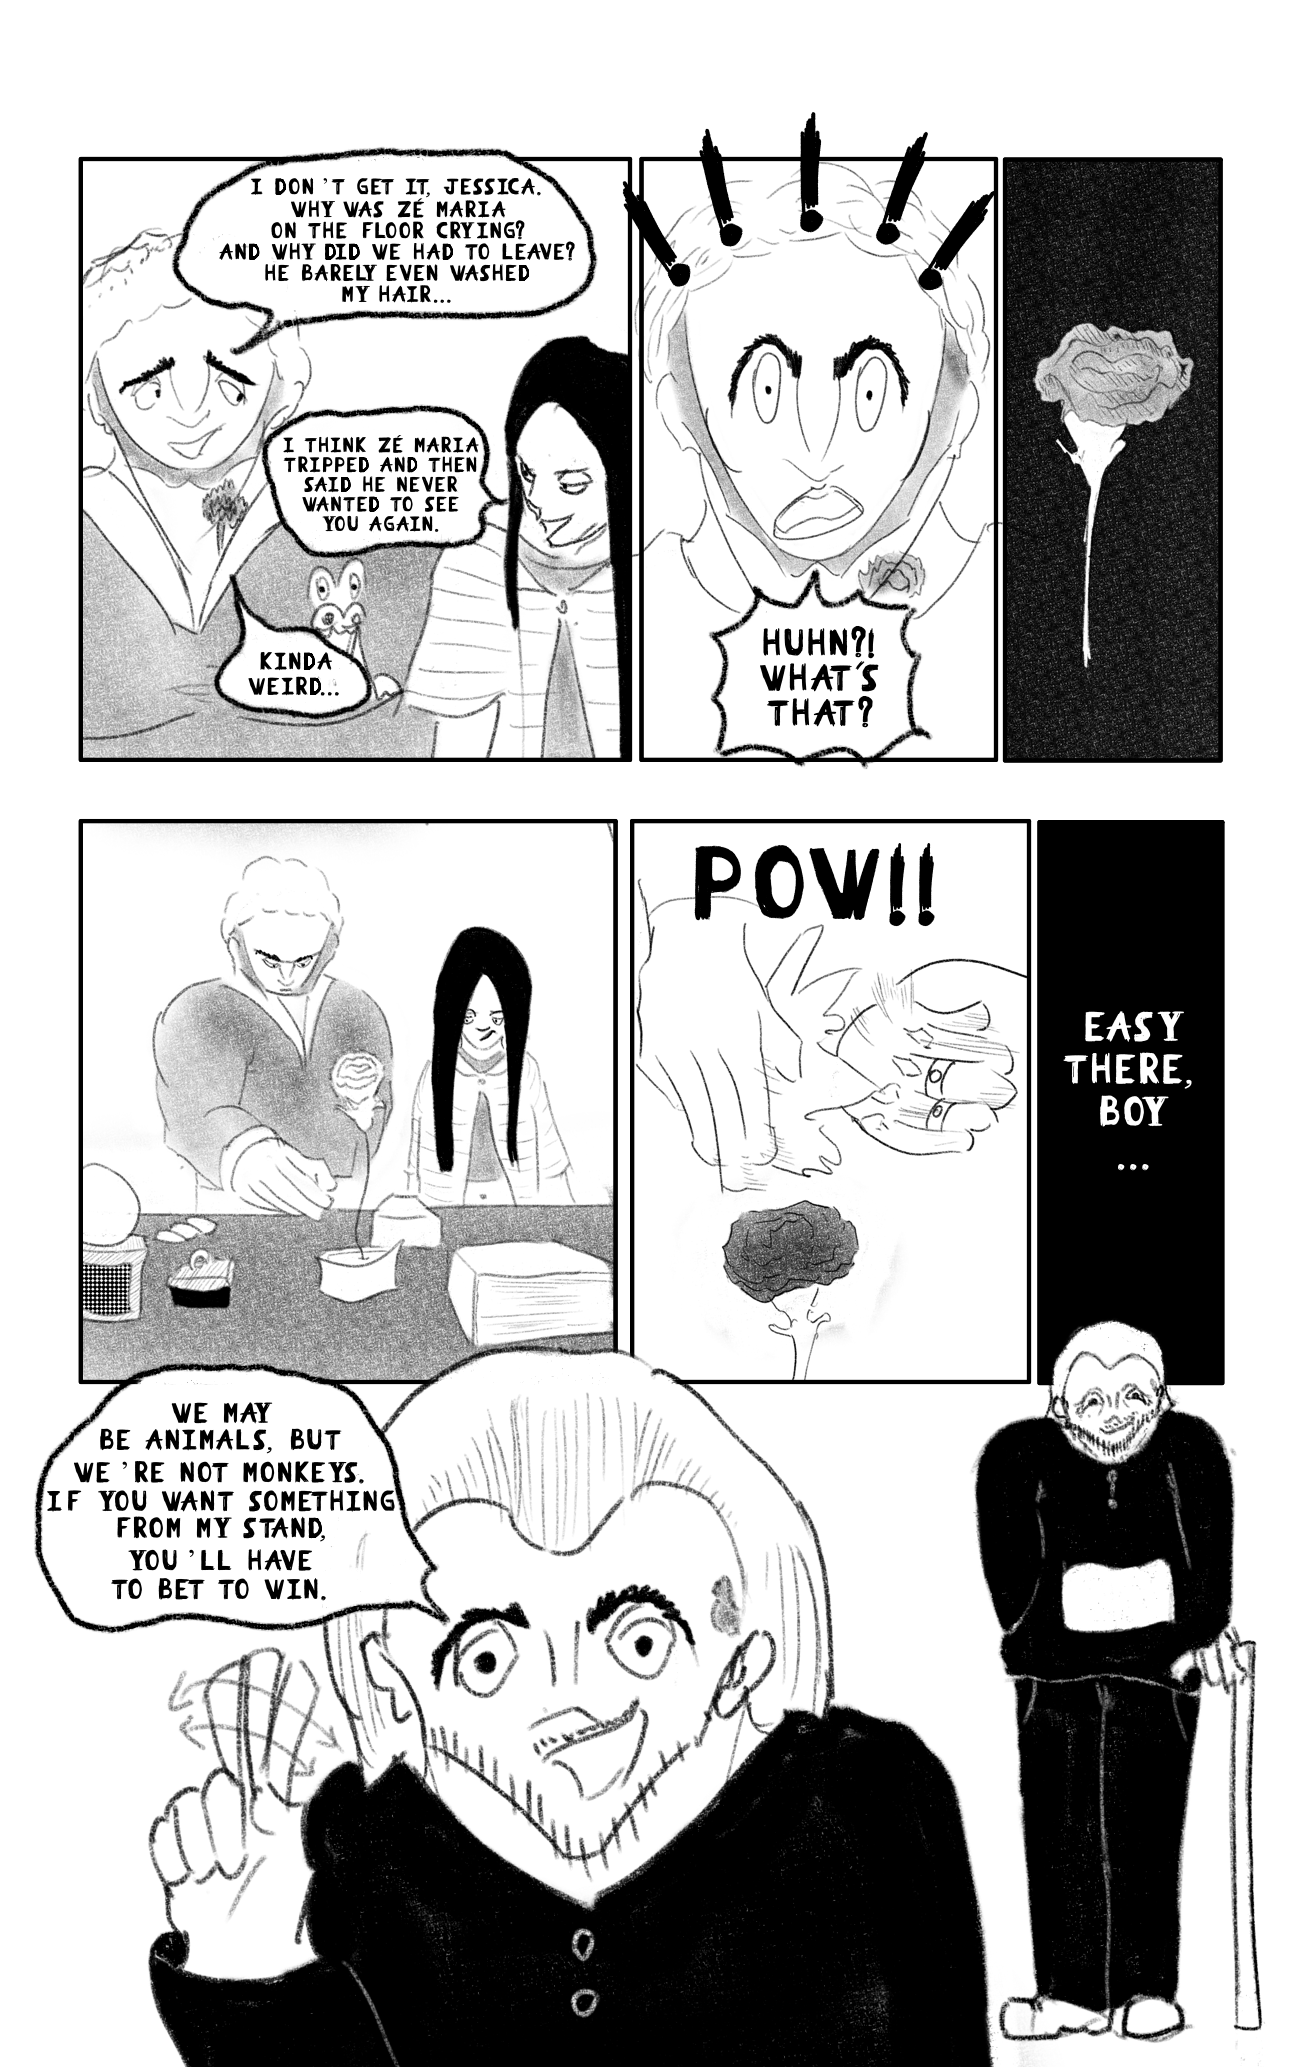 I DON'T GET IT, JESSICA.
WHY WAS ZÉ MARIA
ON THE FLOOR CRYING?
AND WHY DID WE HAD TO LEAVE?
HE BARELY EVEN WASHED
MY HAIR...
I THINK ZÉ MARIA
TRIPPED AND THEN
SAID HE NEVER
WANTED TO SEE
YOU AGAIN.
KINDA
WEIRD...
HUHN?!
WHAT'S
THAT?
POW!!
EASY
THERE,
BOY
...
WE MAY
BE ANIMALS, BUT
WE'RE NOT MONKEYS.
IF YOU WANT SOMETHING
FROM MY STAND,
YOU'LL HAVE
TO BET TO WIN.